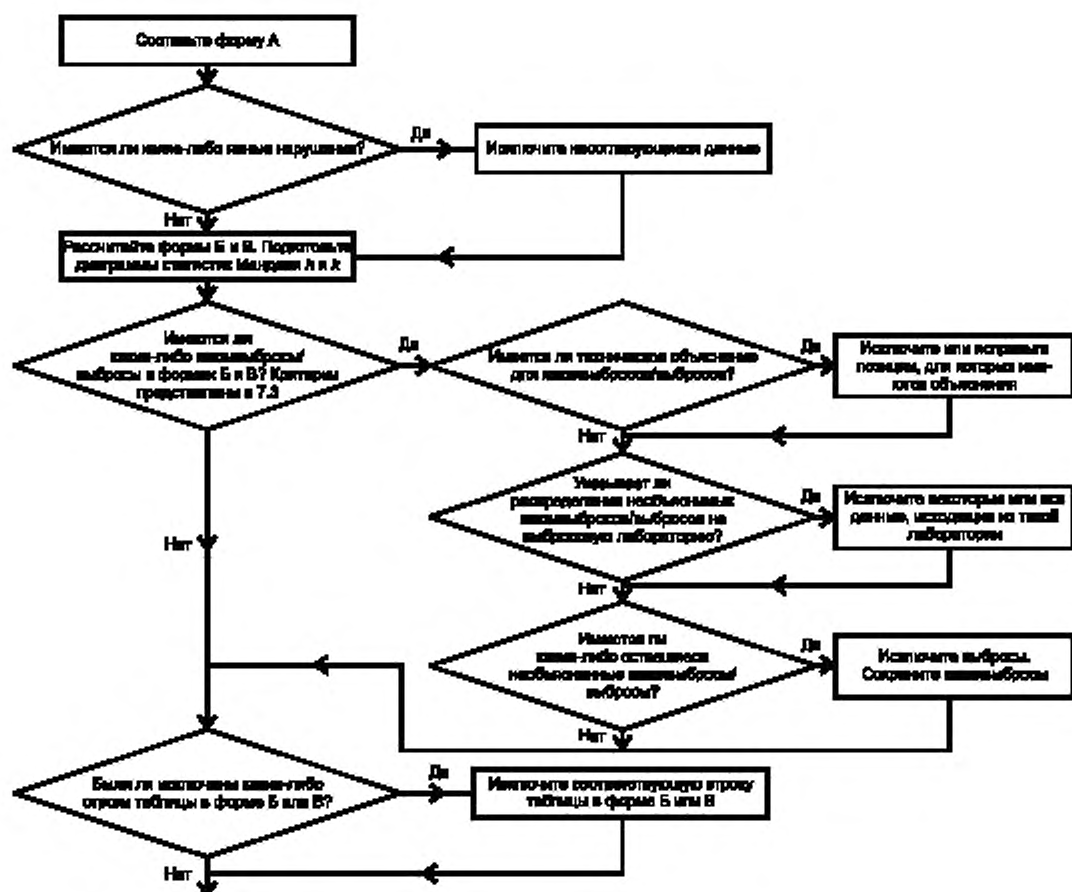 Составьте форму А
Имеются ли какие-либо явные нарушения?
Да
Исключите несогласующиеся данные
Нет
Рассчитайте формы Б и В. Подготовьте
диаграммы статистик Манделя h и k
Имеются ли
какие-либо квазивыбросы/
выбросы в формах Б и В? Критерии
представлены в 7.3
Да
Имеется ли техническое объяснение
для квазивыбросов/выбросов?
Да
Исключите или исправьте
позиции, для которых име-
ются объяснения
Нет
Указывает ли
распределение необъяснимых
квазивыбросов/выбросов на
выбросовую лабораторию?
Да
Исключите некоторые или все
данные, исходящие из такой
лаборатории
Нет
Нет
Имеются ли
какие-либо оставшиеся
необъясненные квазивыбросы/
выбросы?
Да
Исключите выбросы.
Сохраните квазивыбросы
Нет
Были ли исключены какие-либо
строки таблицы в форме Б или В?
Да
Исключите соответствующую строку
таблицы в форме Б или В
Нет